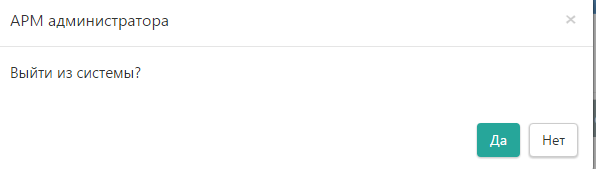 АРМ администратора
×
Выйти из системы?
Да
Нет